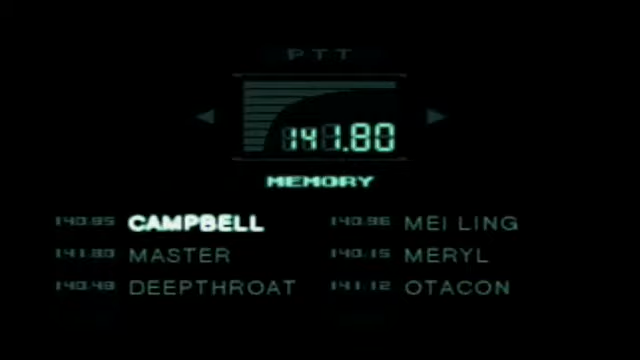 PTT
141.80
MEMORY
140.85 CAMPBELL 140.96 MEI LING
141.80 MASTER 140.15 MERYL
140.48 DEEPTHROAT 141.12 OTACON